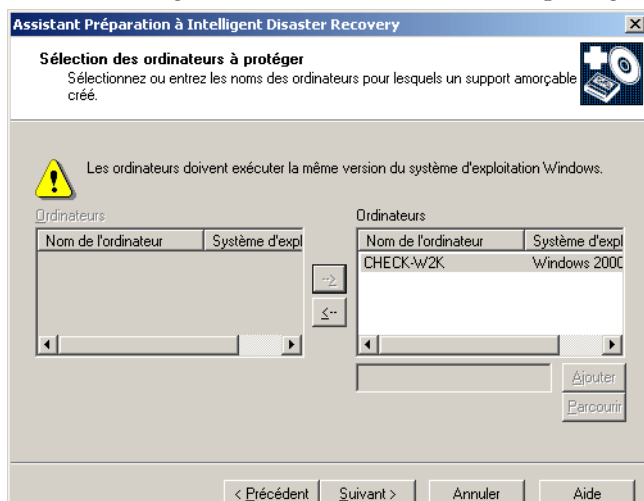 Assistant Préparation à Intelligent Disaster Recovery
Sélection des ordinateurs à protéger
Sélectionnez ou entrez les noms des ordinateurs pour lesquels un support amorçable
créé.
Les ordinateurs doivent exécuter la même version du système d'exploitation Windows.
Ordinateurs
Nom de l'ordinateur Système d'expl
Ordinateurs
Nom de l'ordinateur Système d'expl
CHECK-W2K Windows 2000
-->
<--
Ajouter
Parcourir
< Précédent Suivant > Annuler Aide